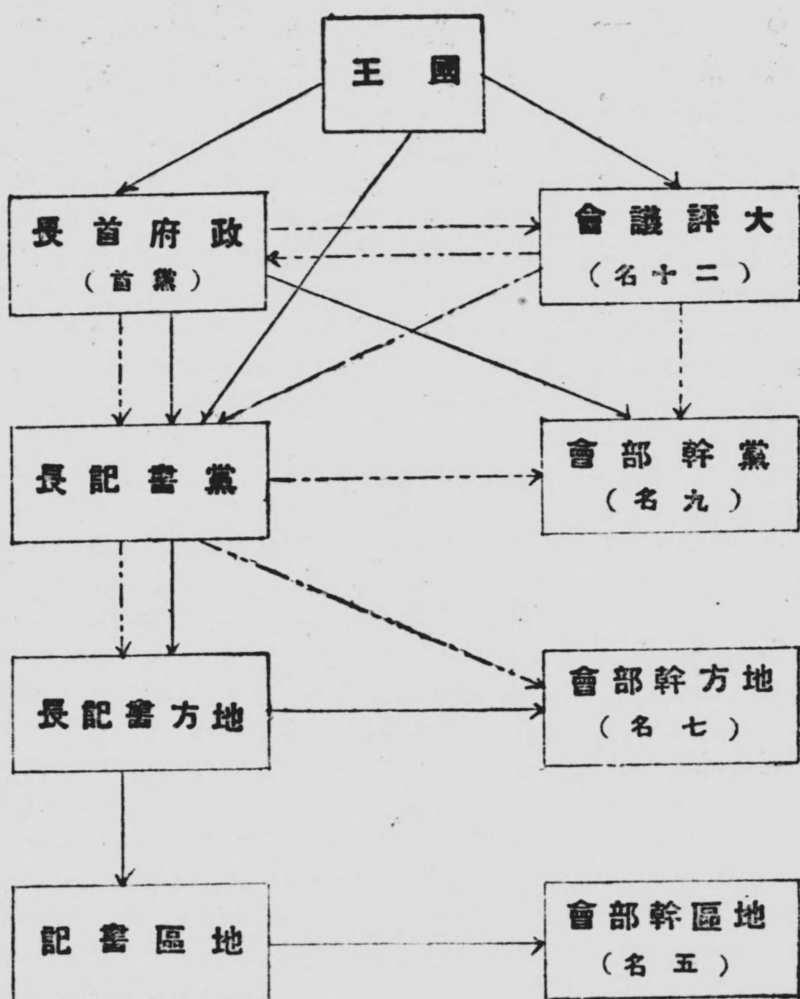 國王
政府首長
(黨首)
大評議會
(二十名)
黨書記長
黨幹部會
(九名)
地方書記長
地方幹部會
(七名)
地區書記
地區幹部會
(五名)